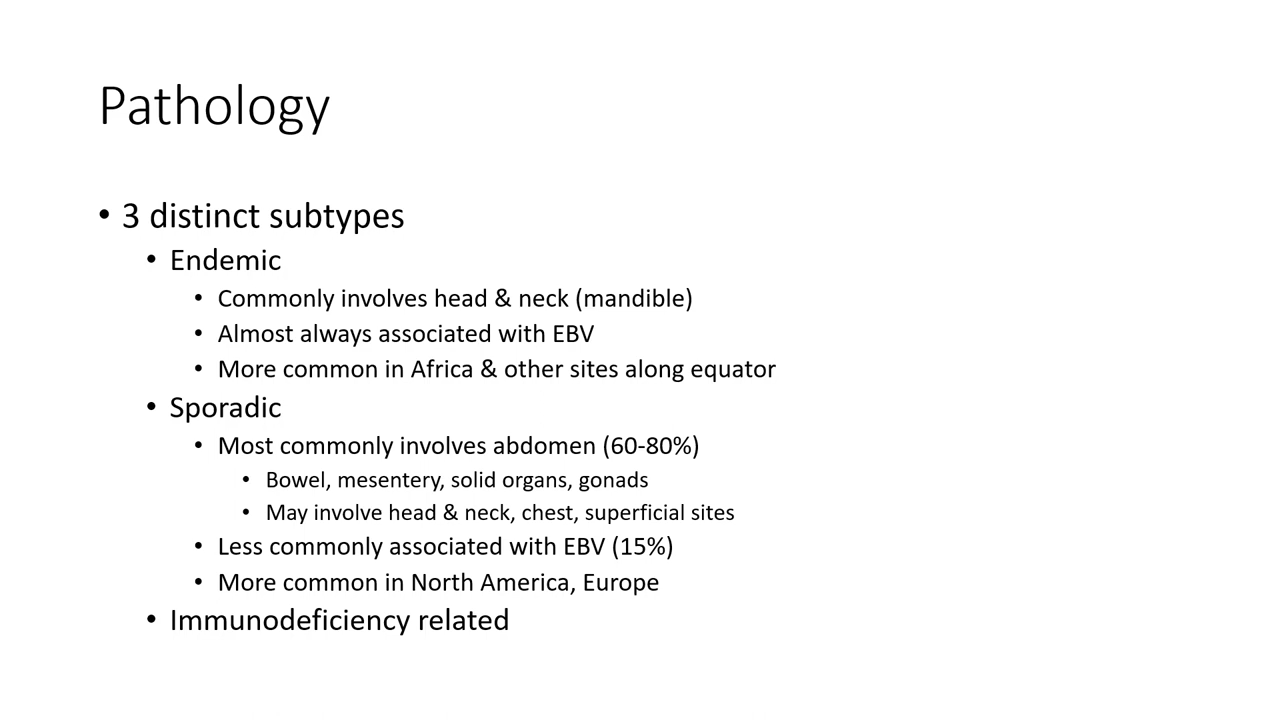 Pathology
• 3 distinct subtypes
• Endemic
• Commonly involves head & neck (mandible)
• Almost always associated with EBV
• More common in Africa & other sites along equator
• Sporadic
• Most commonly involves abdomen (60-80%)
• Bowel, mesentery, solid organs, gonads
• May involve head & neck, chest, superficial sites
• Less commonly associated with EBV (15%)
• More common in North America, Europe
• Immunodeficiency related